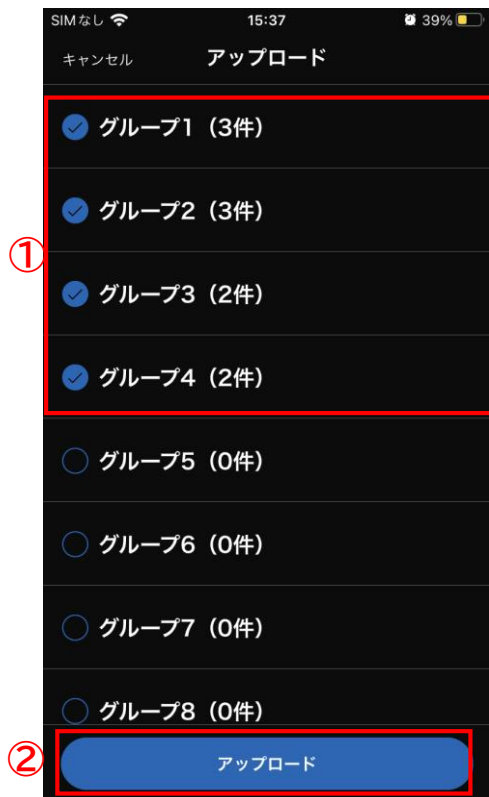 SIMなし 15:37 39%
キャンセル アップロード
グループ1（3件）
グループ2（3件）
①
グループ3（2件）
グループ4（2件）
グループ5（0件）
グループ6（0件）
グループ7（0件）
グループ8（0件）
② アップロード